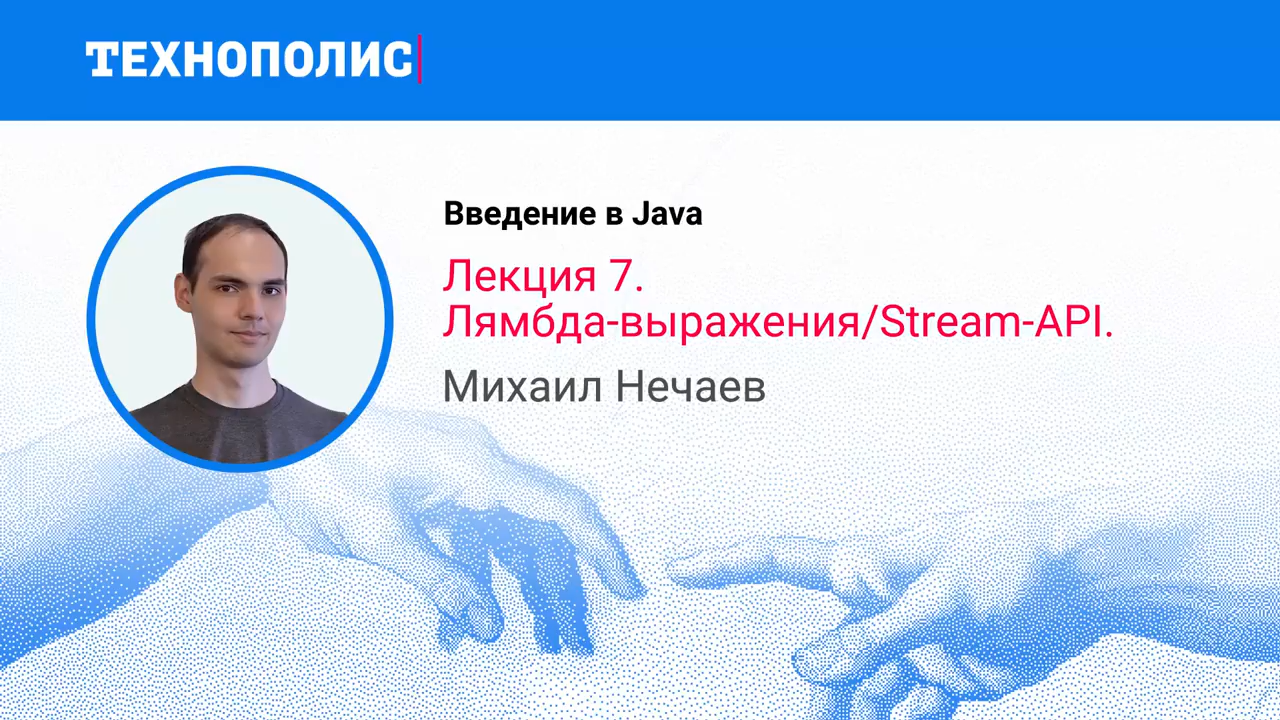 ТЕХНОПОЛИС
Введение в Java
Лекция 7.
Лямбда-выражения/Stream-API.
Михаил Нечаев